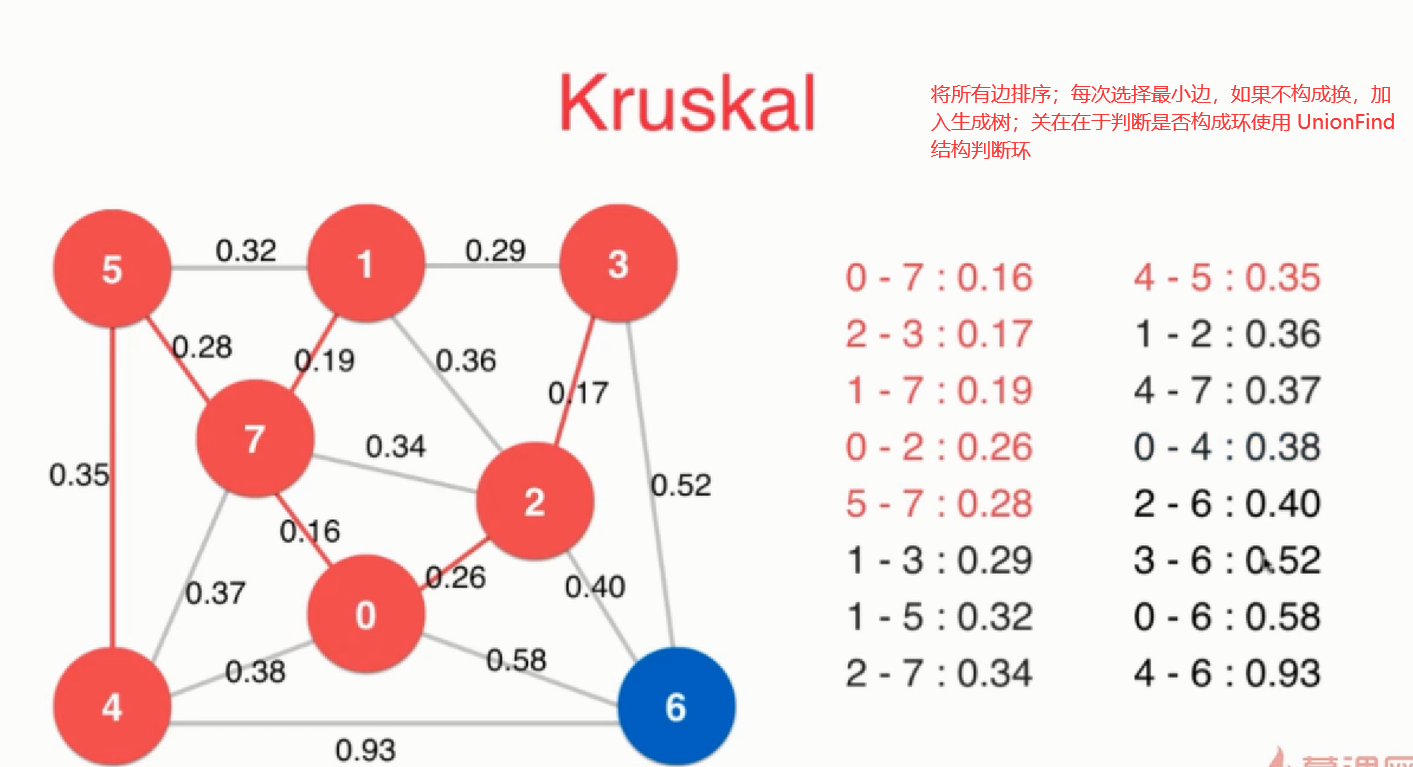 Kruskal
将所有边排序；每次选择最小边，如果不构成换，加
入生成树；关在在于判断是否构成环使用 UnionFind
结构判断环
5
0.32
1
0.29
3
0.28
0.19
0.36
0.17
7
0.34
0.35
2
0.52
0.16
0.26
0.37
0
0.40
0.38
0.58
4
6
0.93
0 - 7 : 0.16
2 - 3 : 0.17
1 - 7 : 0.19
0 - 2 : 0.26
5 - 7 : 0.28
1 - 3 : 0.29
1 - 5 : 0.32
2 - 7 : 0.34
4 - 5 : 0.35
1 - 2 : 0.36
4 - 7 : 0.37
0 - 4 : 0.38
2 - 6 : 0.40
3 - 6 : 0.52
0 - 6 : 0.58
4 - 6 : 0.93